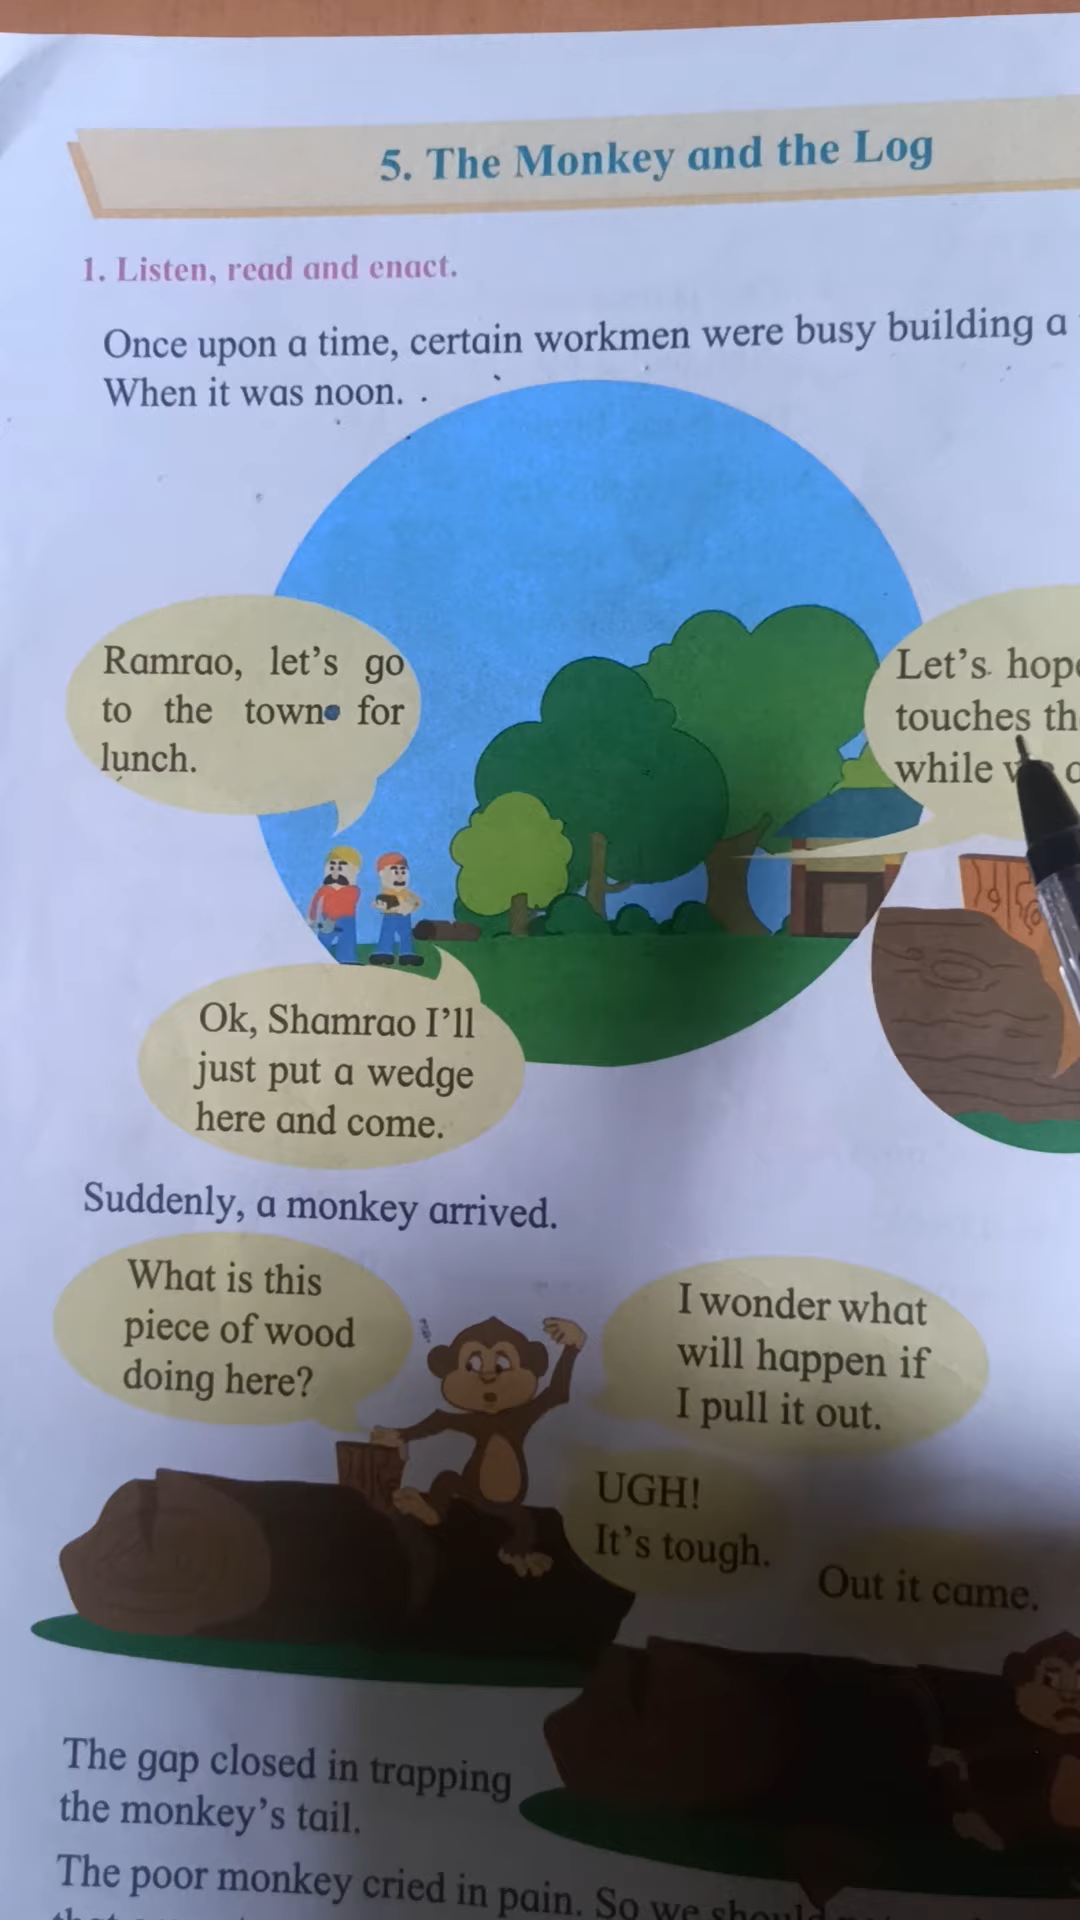 5. The Monkey and the Log
1. Listen, read and enact.
Once upon a time, certain workmen were busy building a
When it was noon. .
Ramrao, let's go
to the town for
lunch.
Let's hope
touches
while
Ok, Shamrao I'll
just put a wedge
here and come.
Suddenly, a monkey arrived.
What is this
piece of wood
doing here?
I wonder what
will happen if
I pull it out.
UGH!
It's tough.
Out it came.
The gap closed in trapping
the monkey's tail.
The poor monkey cried in pain. So we should